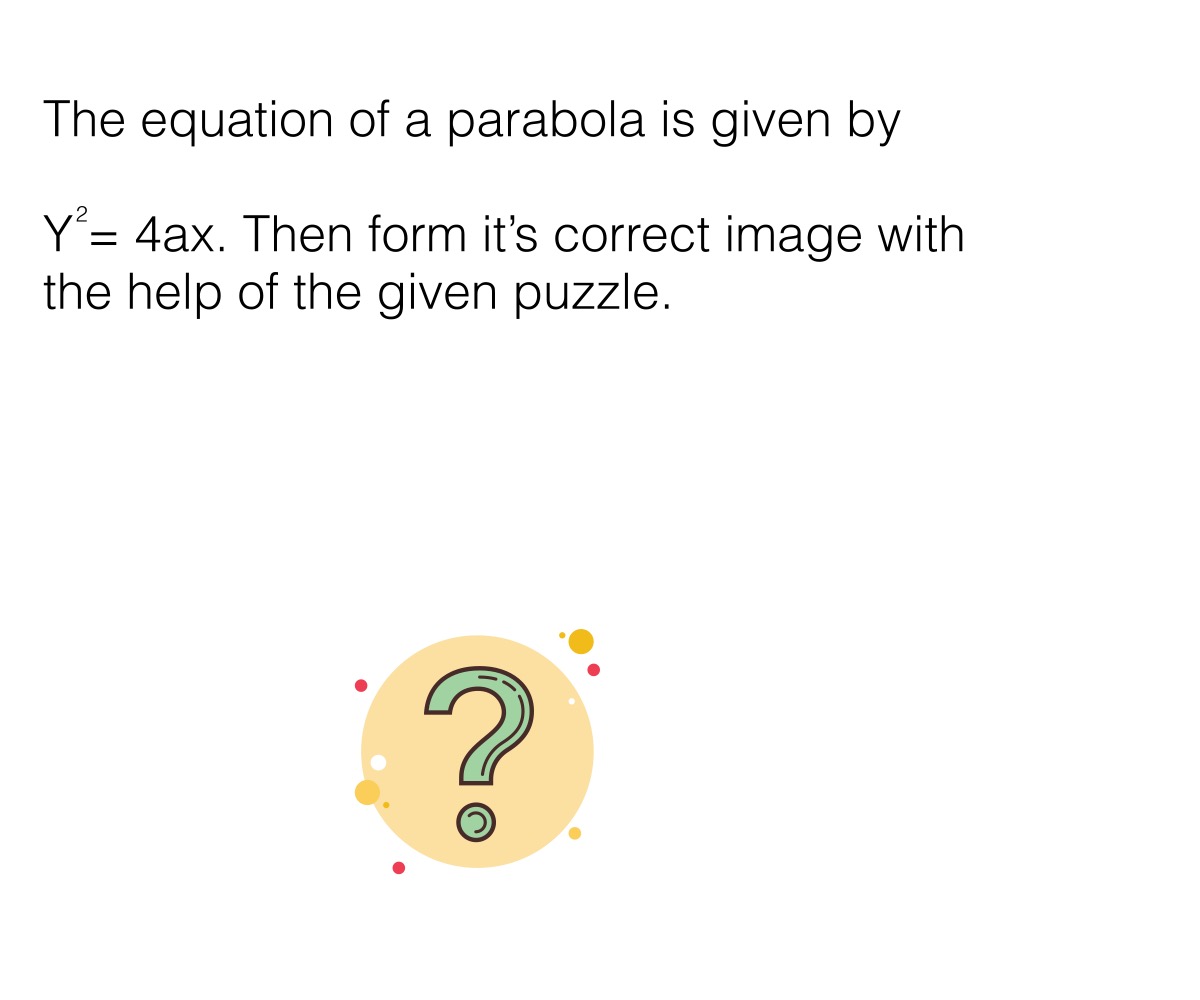 The equation of a parabola is given by
Y²= 4ax. Then form it’s correct image with
the help of the given puzzle.
?